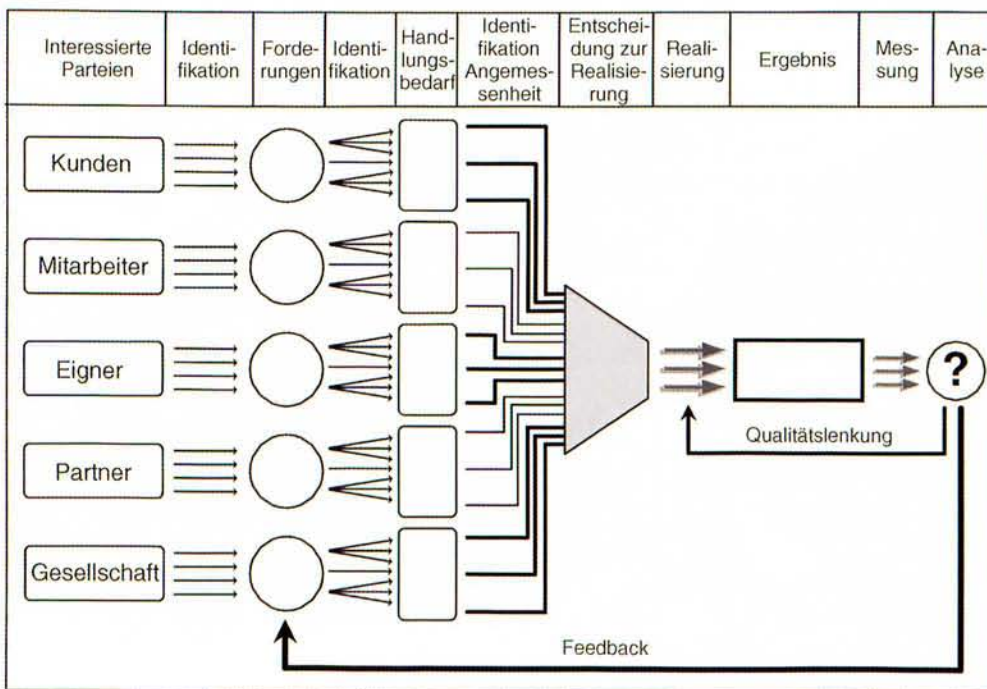 Interessierte
Parteien
Identi-
fikation
Forde-
rungen
Identi-
fikation
Hand-
lungs-
bedarf
Identi-
fikation
Angemes-
senheit
Entschei-
dung zur
Realisie-
rung
Reali-
sierung
Ergebnis
Mes-
sung
Ana-
lyse
Kunden
Mitarbeiter
Eigner
Partner
Gesellschaft
?
Qualitätslenkung
Feedback